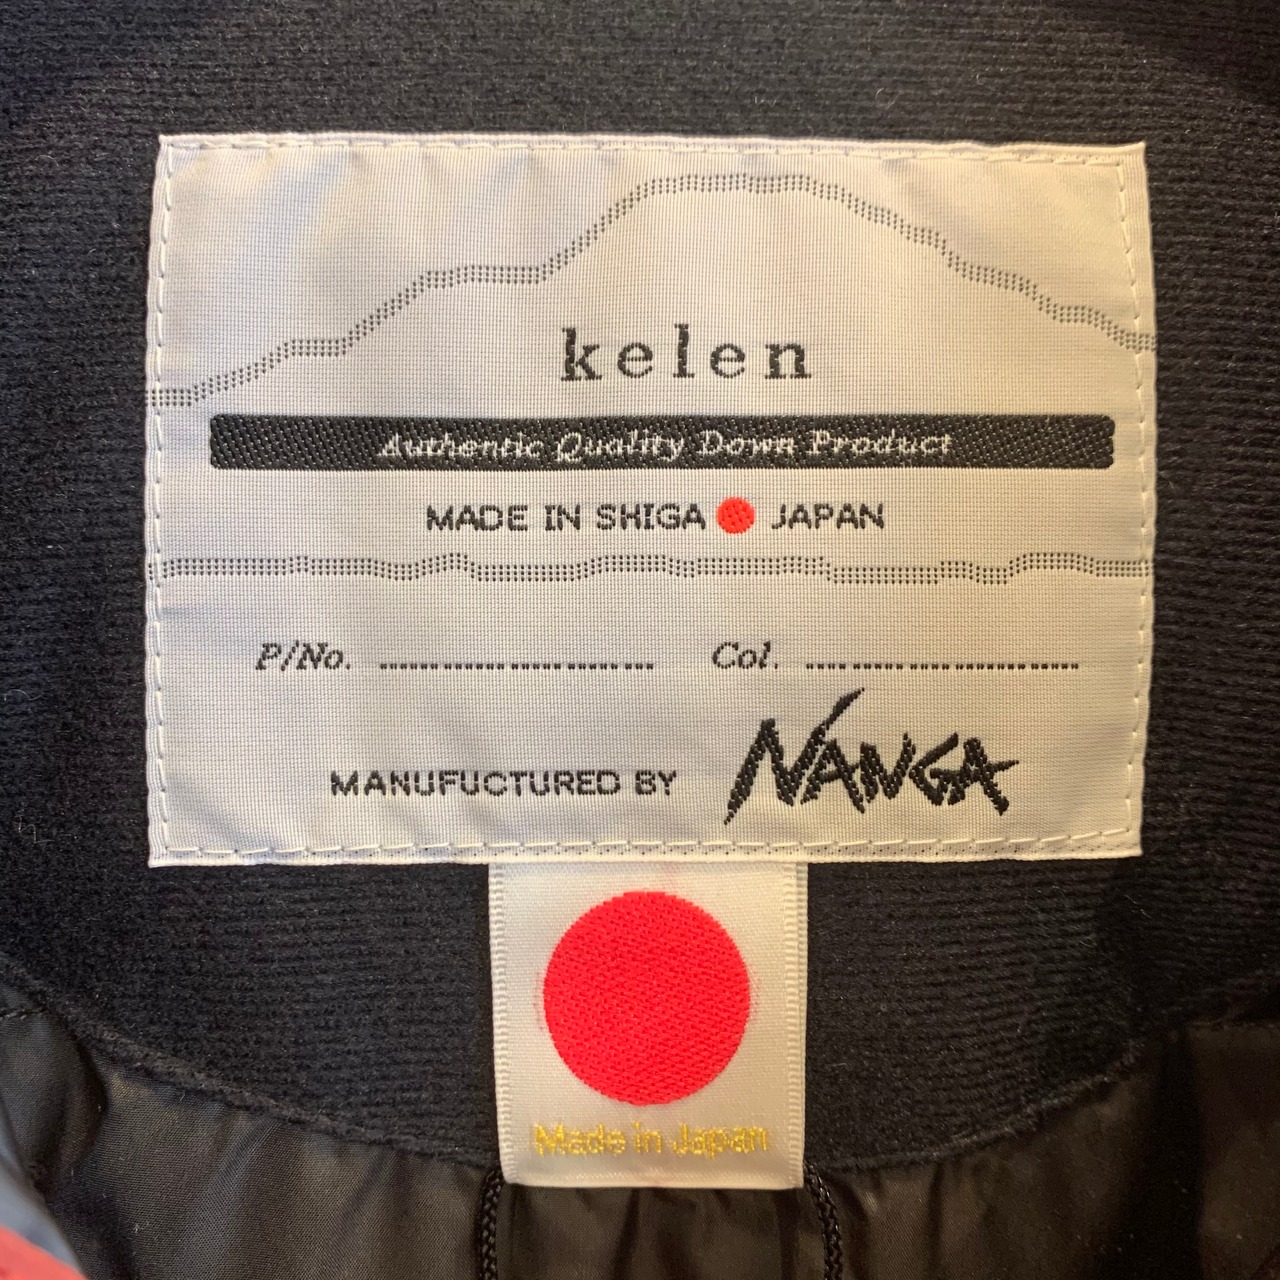 kelen
Authentic Quality Down Product
MADE IN SHIGA JAPAN
P/No. Col.
MANUFUCTURED BY NANGA
Made in Japan